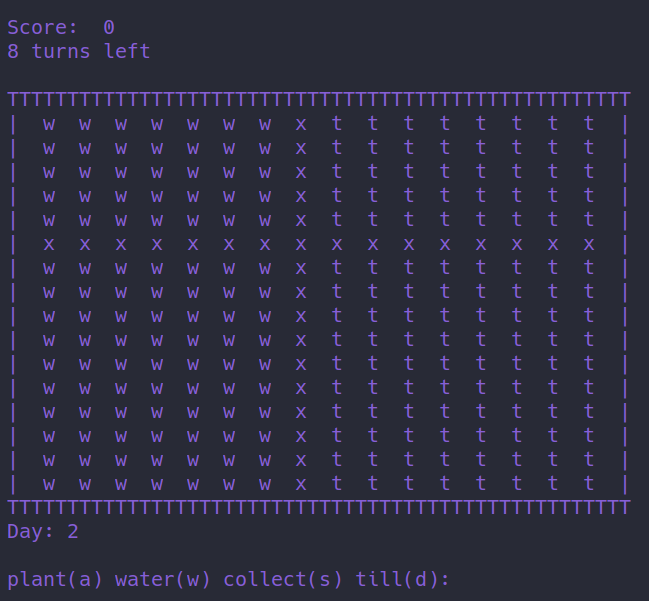 Score:  0
8 turns left
TTTTTTTTTTTTTTTTTTTTTTTTTTTTTTTTTTTTTTTTTTTTTTTTTTTT
|  w  w  w  w  w  w  w  x  t  t  t  t  t  t  t  t  |
|  w  w  w  w  w  w  w  x  t  t  t  t  t  t  t  t  |
|  w  w  w  w  w  w  w  x  t  t  t  t  t  t  t  t  |
|  w  w  w  w  w  w  w  x  t  t  t  t  t  t  t  t  |
|  w  w  w  w  w  w  w  x  t  t  t  t  t  t  t  t  |
|  x  x  x  x  x  x  x  x  x  x  x  x  x  x  x  x  |
|  w  w  w  w  w  w  w  x  t  t  t  t  t  t  t  t  |
|  w  w  w  w  w  w  w  x  t  t  t  t  t  t  t  t  |
|  w  w  w  w  w  w  w  x  t  t  t  t  t  t  t  t  |
|  w  w  w  w  w  w  w  x  t  t  t  t  t  t  t  t  |
|  w  w  w  w  w  w  w  x  t  t  t  t  t  t  t  t  |
|  w  w  w  w  w  w  w  x  t  t  t  t  t  t  t  t  |
|  w  w  w  w  w  w  w  x  t  t  t  t  t  t  t  t  |
|  w  w  w  w  w  w  w  x  t  t  t  t  t  t  t  t  |
|  w  w  w  w  w  w  w  x  t  t  t  t  t  t  t  t  |
|  w  w  w  w  w  w  w  x  t  t  t  t  t  t  t  t  |
TTTTTTTTTTTTTTTTTTTTTTTTTTTTTTTTTTTTTTTTTTTTTTTTTTTT
Day: 2
plant(a) water(w) collect(s) till(d):